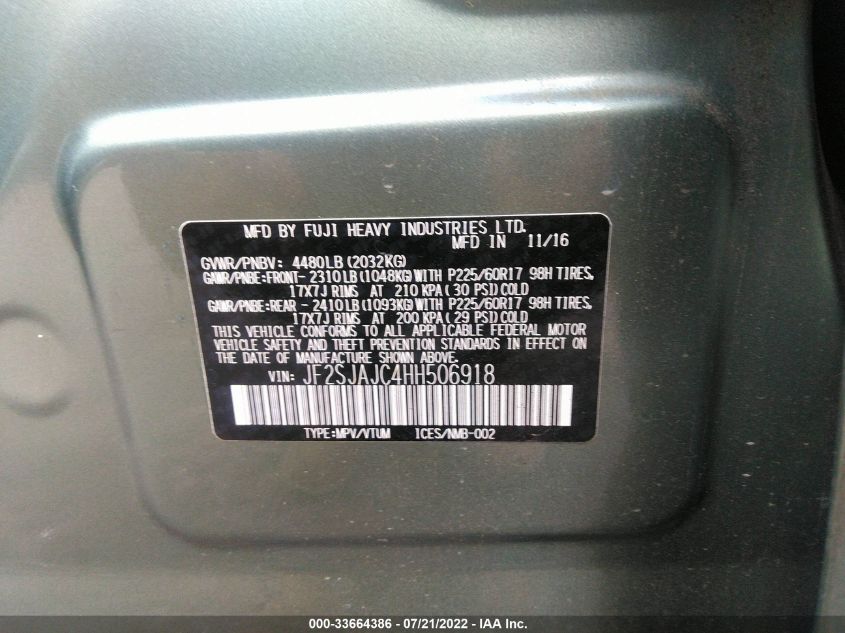 MFD BY FUJI HEAVY INDUSTRIES LTD.
MFD IN 11/16
GVWR/PNBV: 4480LB (2032KG)
GAWR/PNBE:FRONT-2310LB(1048KG)WITH P225/60R17 98H TIRES,
17X7J RIMS AT 210 KPA(30 PSI)COLD
GAWR/PNBE:REAR -2410LB(1093KG)WITH P225/60R17 98H TIRES,
17X7J RIMS AT 200 KPA(29 PSI)COLD
THIS VEHICLE CONFORMS TO ALL APPLICABLE FEDERAL MOTOR
VEHICLE SAFETY AND THEFT PREVENTION STANDARDS IN EFFECT ON
THE DATE OF MANUFACTURE SHOWN ABOVE.
VIN: JF2SJAJC4HH506918
TYPE:MPV/VTUM ICES/NMB-002
000-33664386 - 07/21/2022 - IAA Inc.